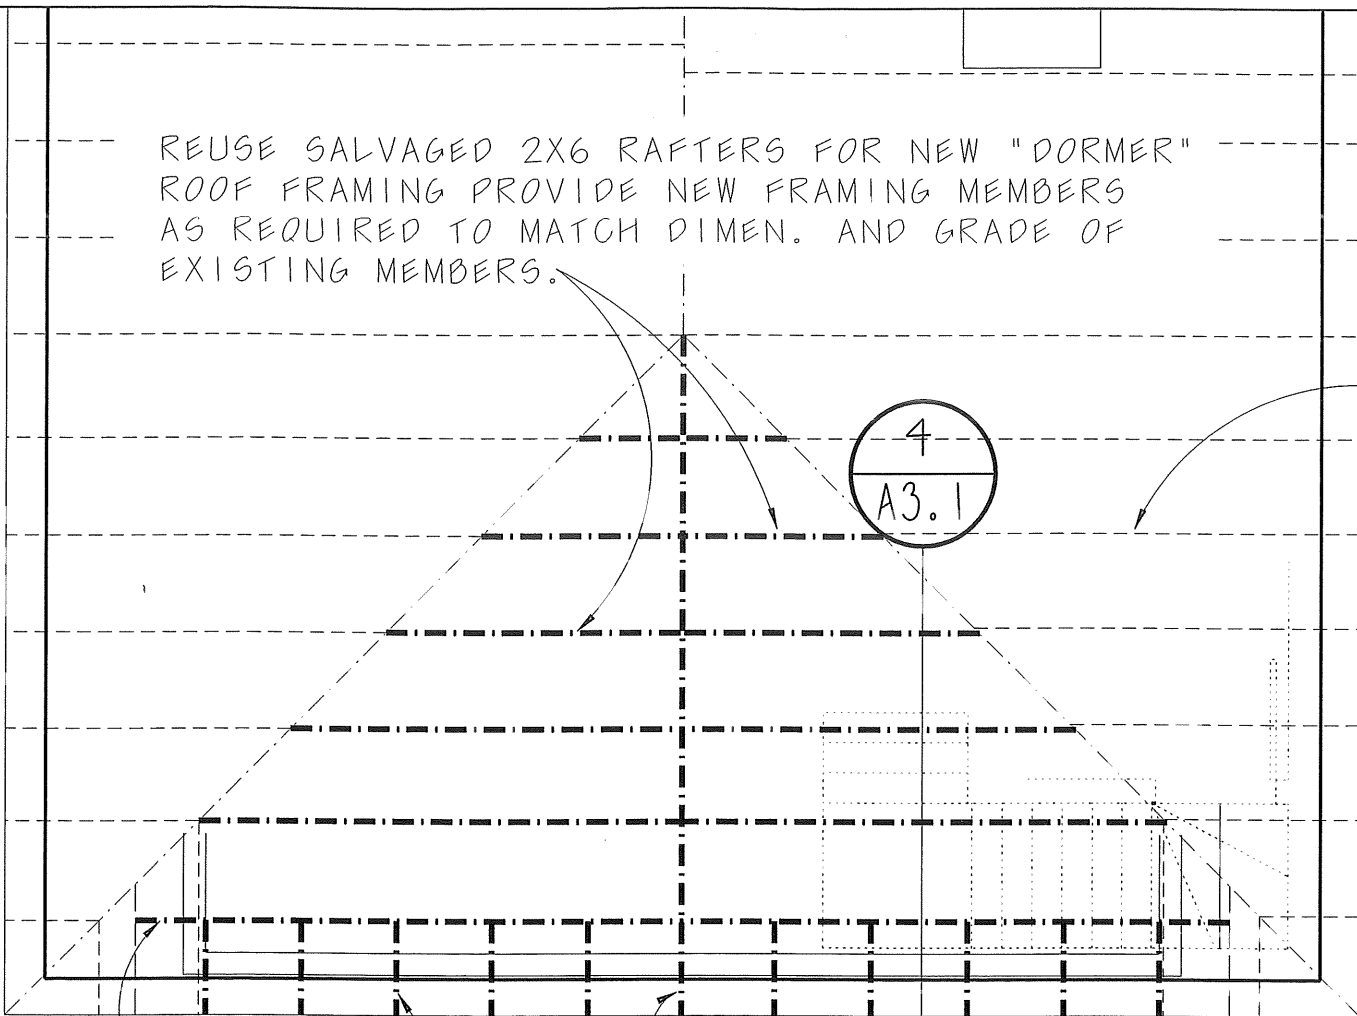 REUSE SALVAGED 2X6 RAFTERS FOR NEW "DORMER"
ROOF FRAMING PROVIDE NEW FRAMING MEMBERS
AS REQUIRED TO MATCH DIMEN. AND GRADE OF
EXISTING MEMBERS.
4
A3.1